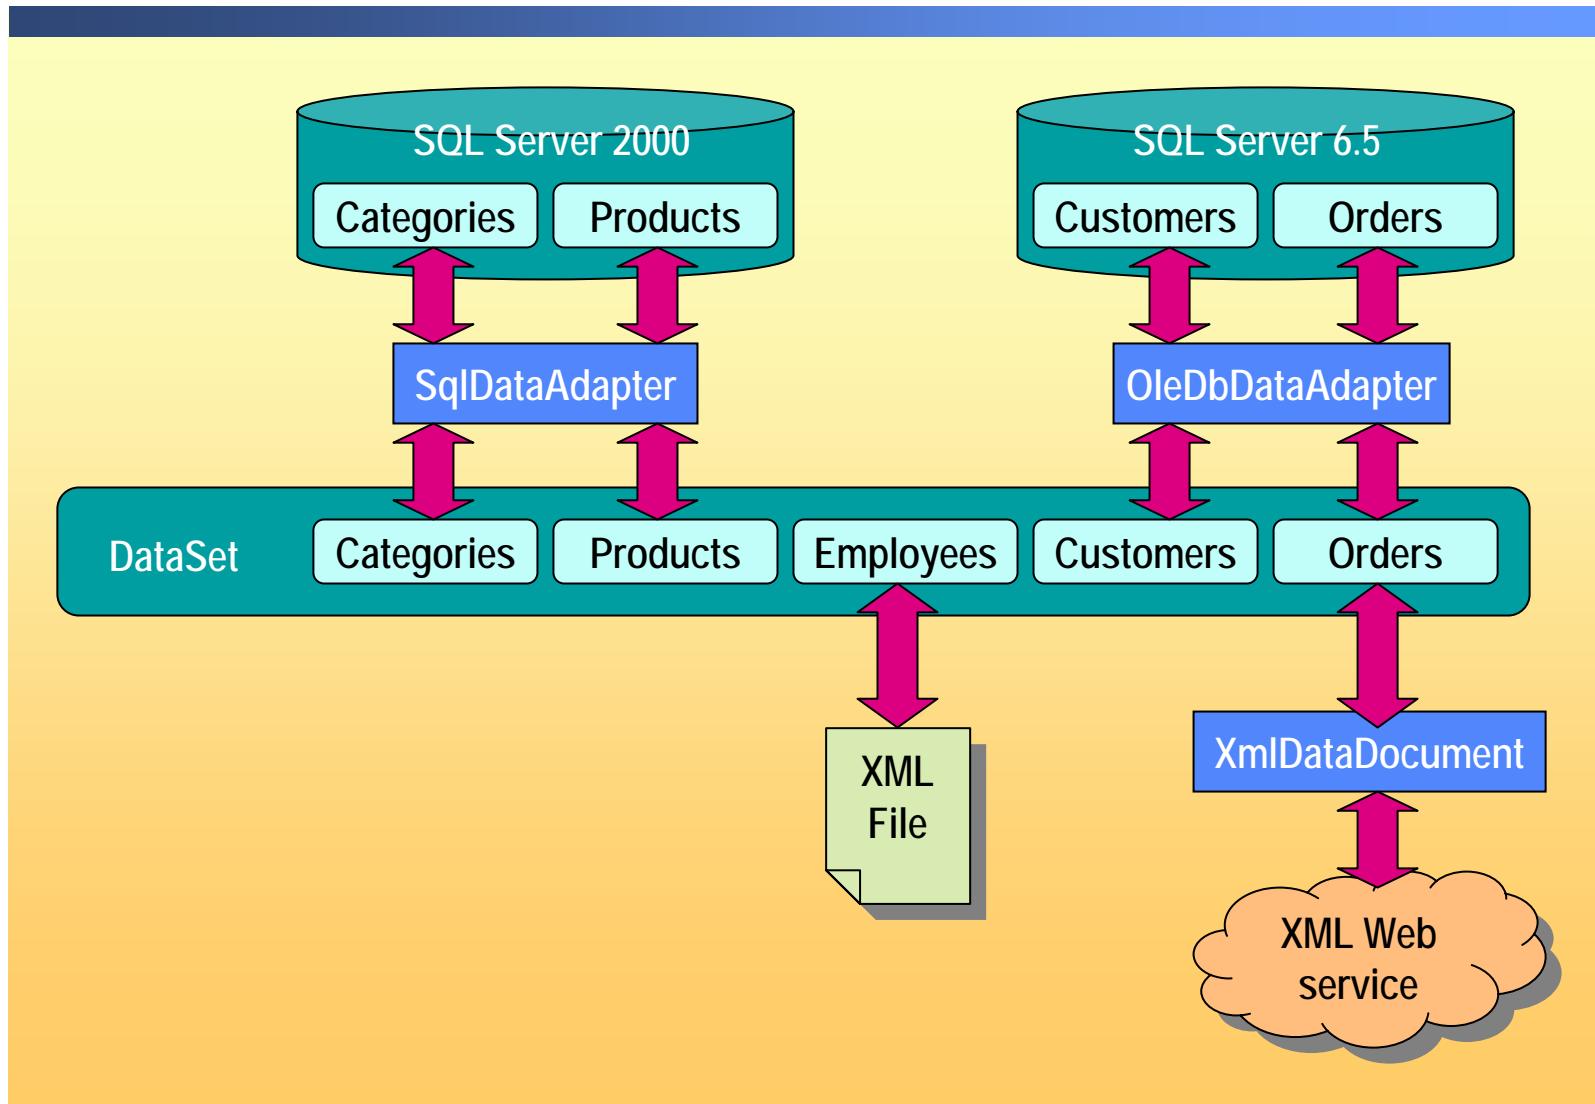 SQL Server 2000
SQL Server 6.5
Categories
Products
Customers
Orders
SqlDataAdapter
OleDbDataAdapter
DataSet
Categories
Products
Employees
Customers
Orders
XML
File
XmlDataDocument
XML Web
service